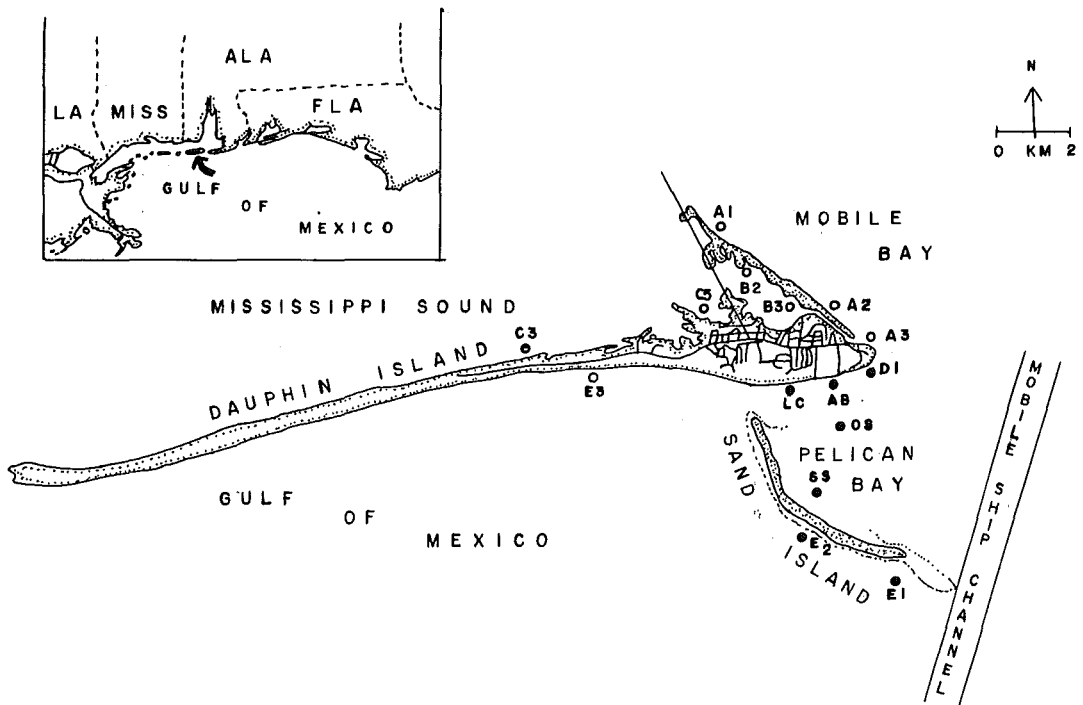 ALA
LA MISS FLA
GULF
OF
MEXICO
N
0 KM 2
MOBILE
BAY
A1
B2
B3
A2
A3
C5
D1
MISSISSIPPI SOUND
C3
DAUPHIN ISLAND
E3
LC
AB
OS
PELICAN
BAY
SS
SAND
ISLAND
E2
E1
GULF
OF
MEXICO
MOBILE SHIP CHANNEL